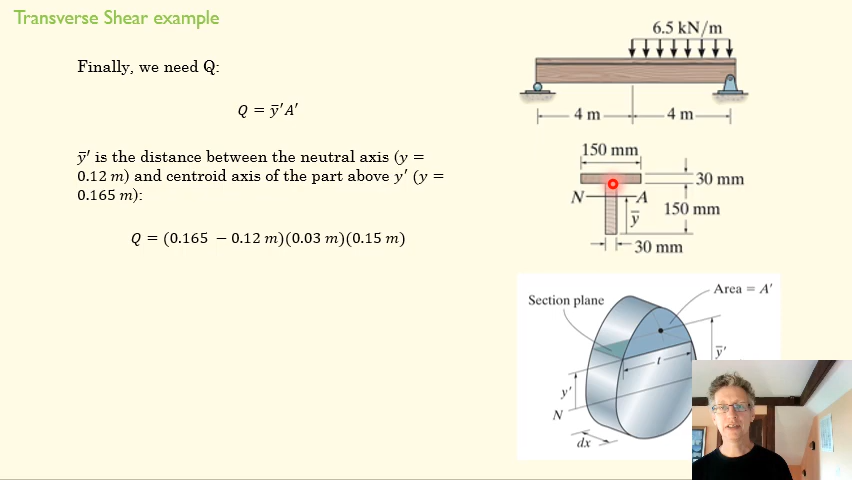 Transverse Shear example
Finally, we need Q:
Q = ȳ′A′
ȳ′ is the distance between the neutral axis (y =
0.12 m) and centroid axis of the part above y′ (y =
0.165 m):
Q = (0.165 − 0.12 m)(0.03 m)(0.15 m)
6.5 kN/m
4 m
4 m
150 mm
30 mm
N
A
150 mm
ȳ
30 mm
Section plane
Area = A′
t
ȳ′
y′
N
dx